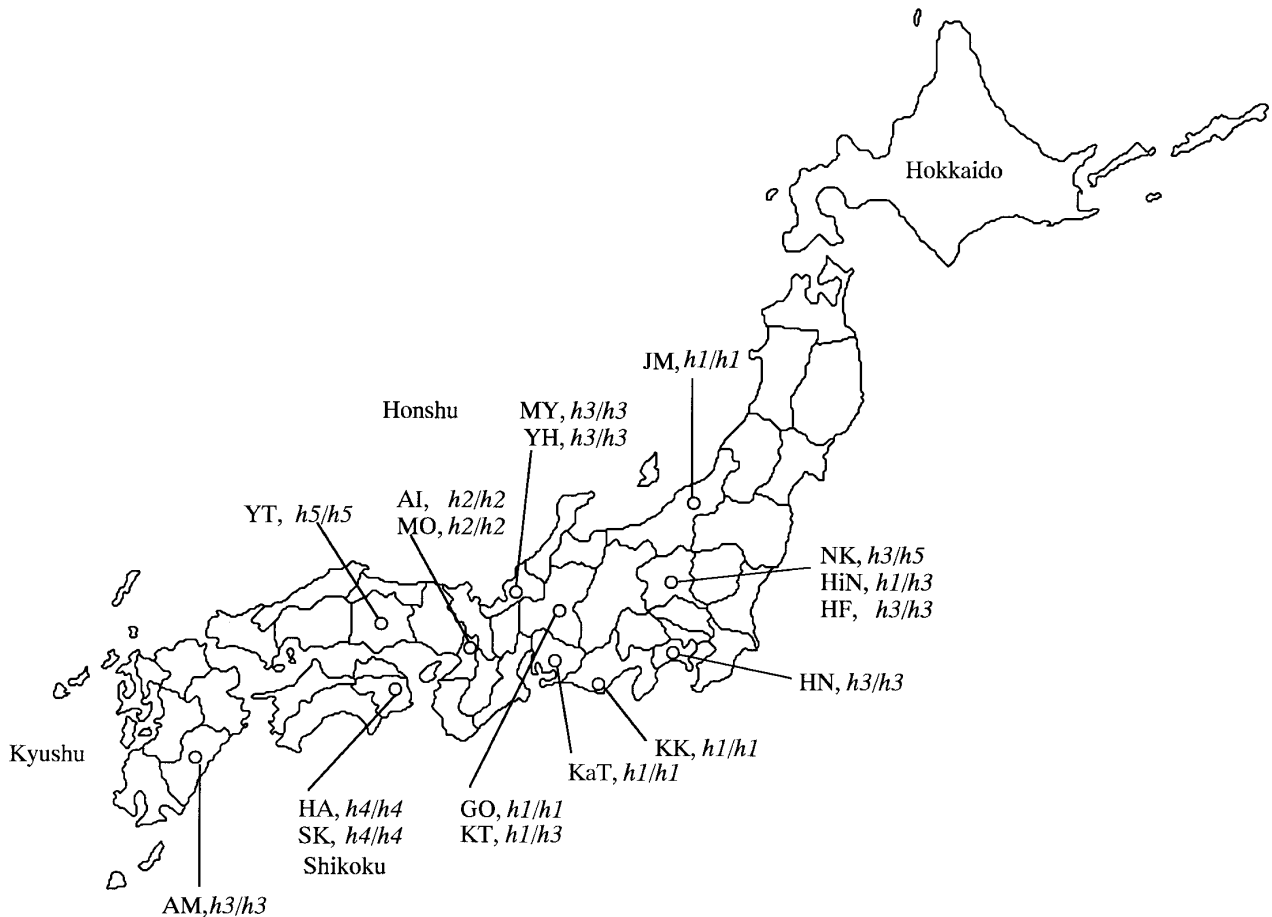 Hokkaido
JM, h1/h1
Honshu
MY, h3/h3
YH, h3/h3
AI, h2/h2
MO, h2/h2
YT, h5/h5
NK, h3/h5
HiN, h1/h3
HF, h3/h3
HN, h3/h3
KK, h1/h1
KaT, h1/h1
Kyushu
HA, h4/h4
SK, h4/h4
Shikoku
GO, h1/h1
KT, h1/h3
AM,h3/h3